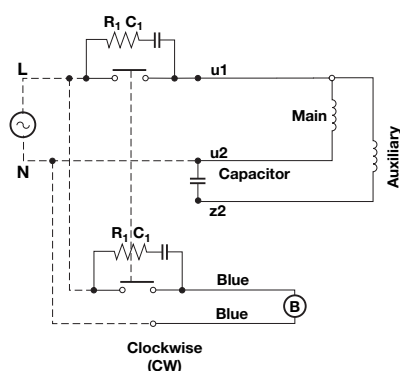 R1 C1
L
u1
Main
Auxiliary
N
u2
Capacitor
z2
R1 C1
Blue
B
Blue
Clockwise
(CW)